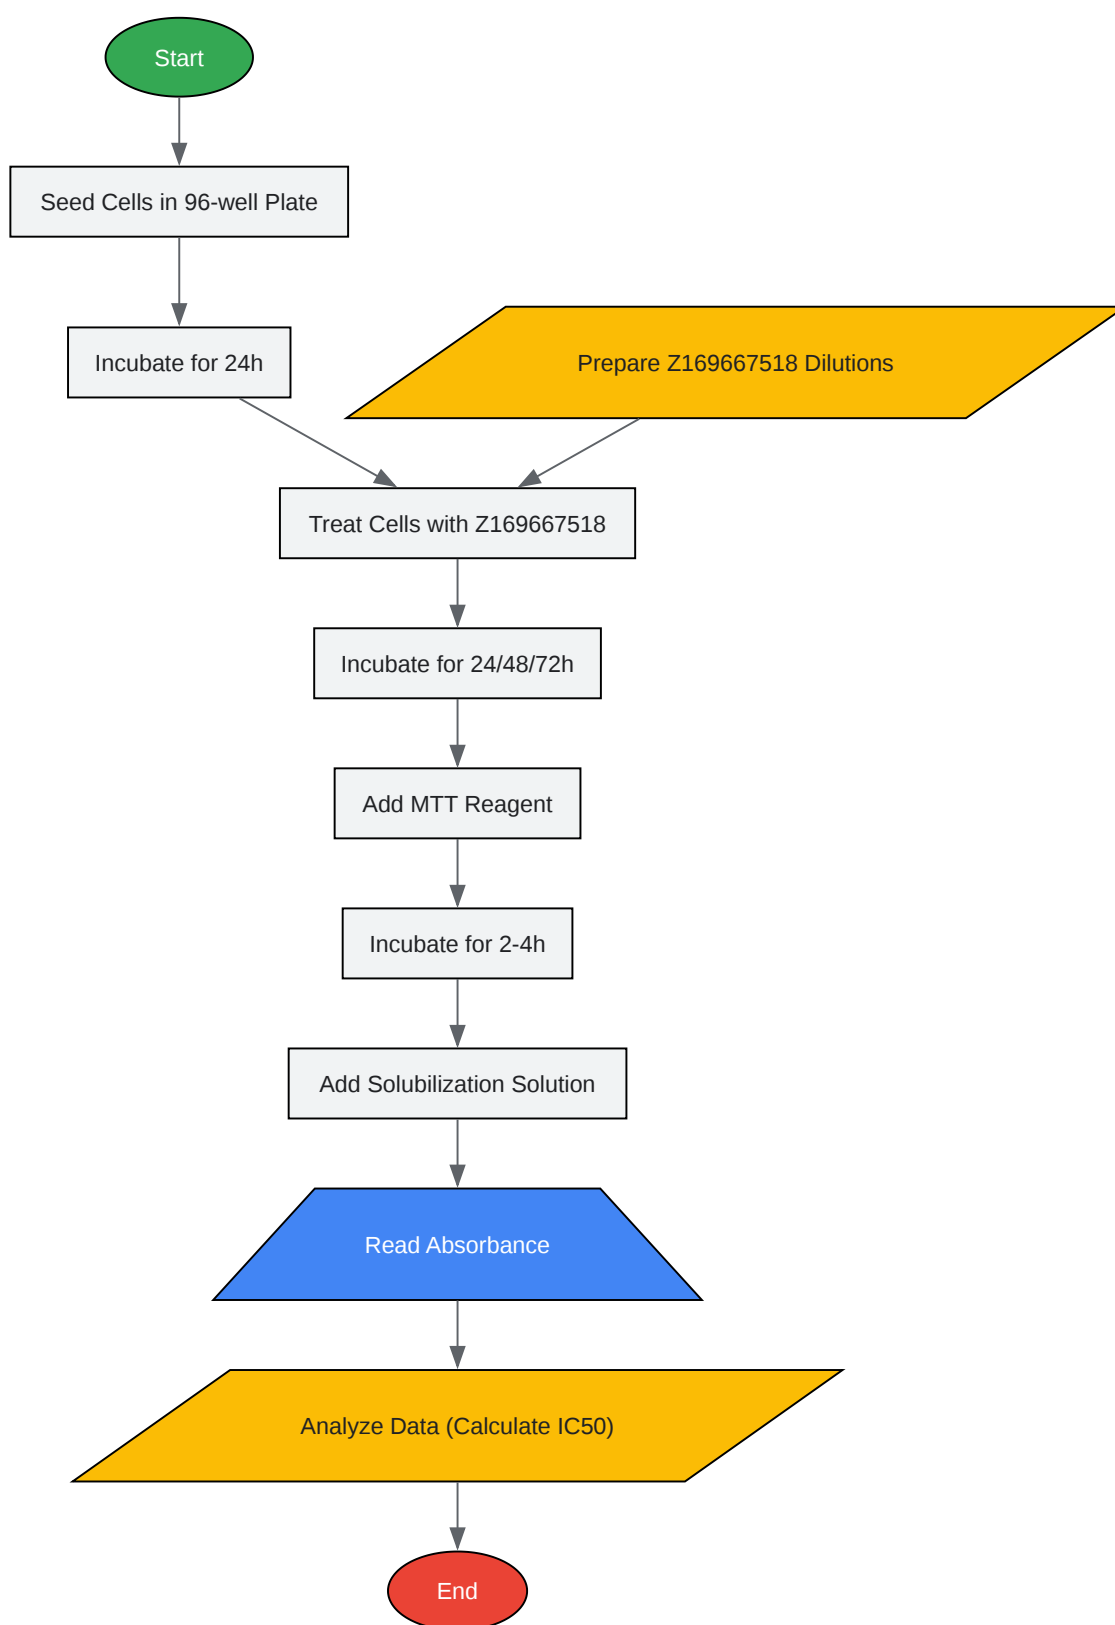 Start
Seed Cells in 96-well Plate
Incubate for 24h
Prepare Z169667518 Dilutions
Treat Cells with Z169667518
Incubate for 24/48/72h
Add MTT Reagent
Incubate for 2-4h
Add Solubilization Solution
Read Absorbance
Analyze Data (Calculate IC50)
End